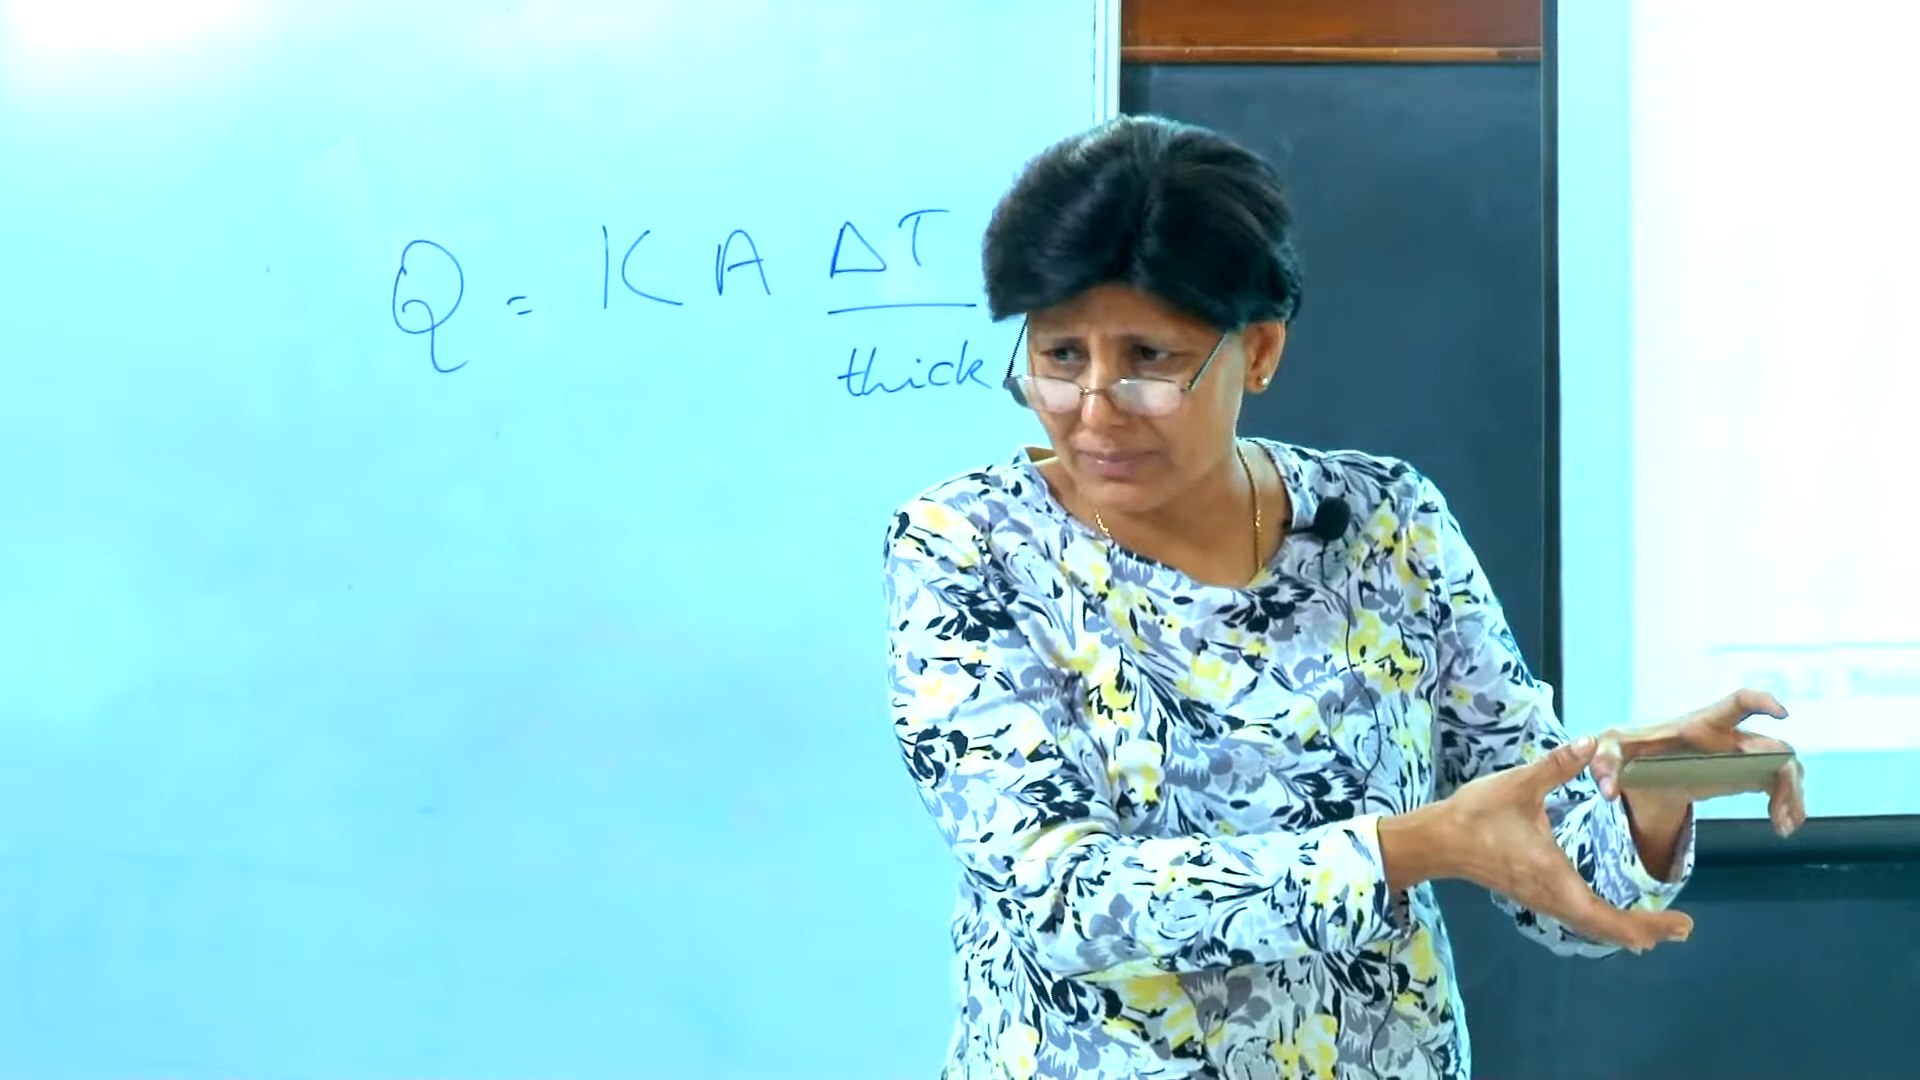 Q = K A ΔT
thick